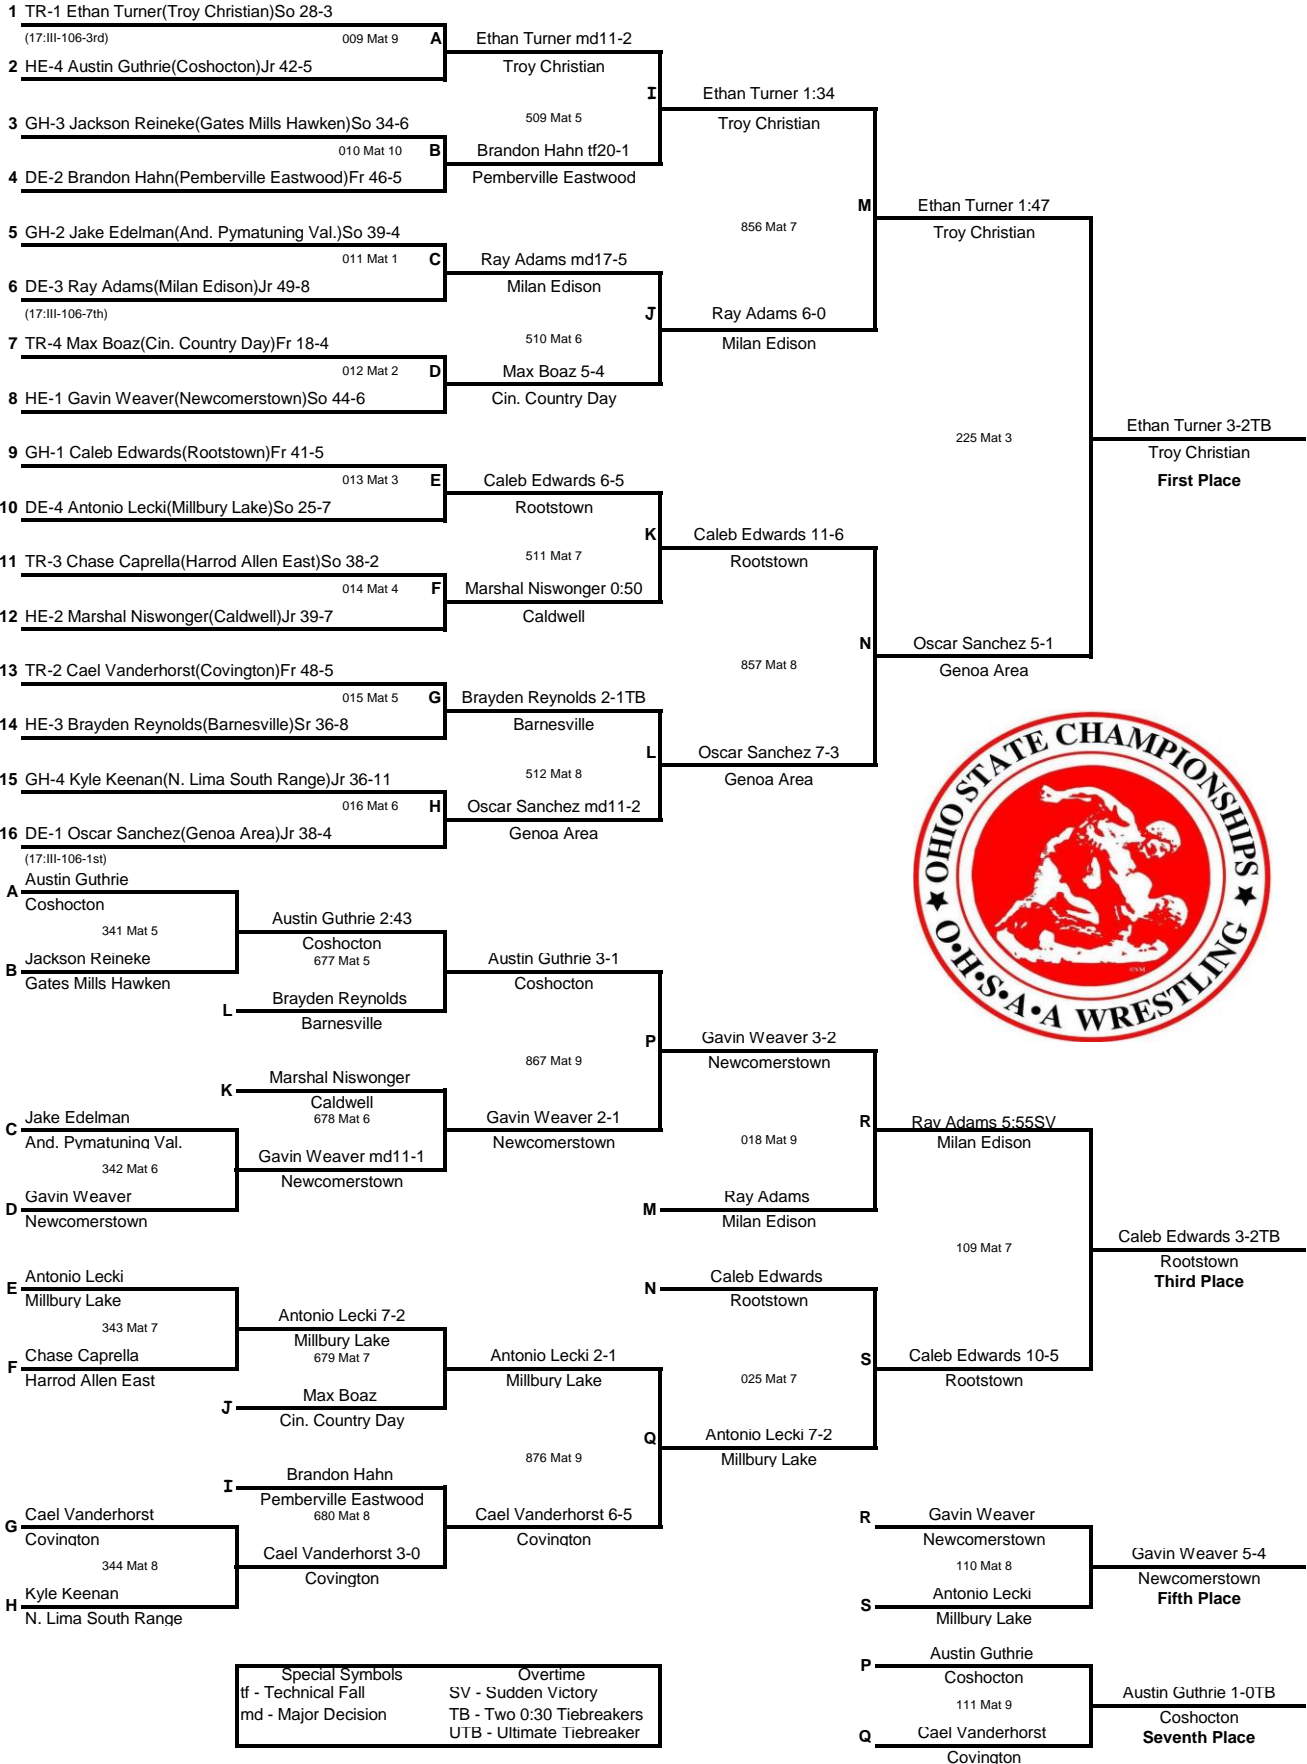 1 TR-1 Ethan Turner(Troy Christian)So 28-3
(17:III-106-3rd)
009 Mat 9 A
Ethan Turner md11-2
Troy Christian
2 HE-4 Austin Guthrie(Coshocton)Jr 42-5
I
Ethan Turner 1:34
Troy Christian
3 GH-3 Jackson Reineke(Gates Mills Hawken)So 34-6
509 Mat 5
010 Mat 10 B
Brandon Hahn tf20-1
Pemberville Eastwood
4 DE-2 Brandon Hahn(Pemberville Eastwood)Fr 46-5
M
Ethan Turner 1:47
Troy Christian
856 Mat 7
5 GH-2 Jake Edelman(And. Pymatuning Val.)So 39-4
011 Mat 1 C
Ray Adams md17-5
Milan Edison
6 DE-3 Ray Adams(Milan Edison)Jr 49-8
(17:III-106-7th)
J
Ray Adams 6-0
Milan Edison
7 TR-4 Max Boaz(Cin. Country Day)Fr 18-4
510 Mat 6
012 Mat 2 D
Max Boaz 5-4
Cin. Country Day
8 HE-1 Gavin Weaver(Newcomerstown)So 44-6
225 Mat 3
Ethan Turner 3-2TB
Troy Christian
First Place
9 GH-1 Caleb Edwards(Rootstown)Fr 41-5
013 Mat 3 E
Caleb Edwards 6-5
Rootstown
10 DE-4 Antonio Lecki(Millbury Lake)So 25-7
K
Caleb Edwards 11-6
Rootstown
11 TR-3 Chase Caprella(Harrod Allen East)So 38-2
511 Mat 7
014 Mat 4 F
Marshal Niswonger 0:50
Caldwell
12 HE-2 Marshal Niswonger(Caldwell)Jr 39-7
N
Oscar Sanchez 5-1
Genoa Area
857 Mat 8
13 TR-2 Cael Vanderhorst(Covington)Fr 48-5
015 Mat 5 G
Brayden Reynolds 2-1TB
Barnesville
14 HE-3 Brayden Reynolds(Barnesville)Sr 36-8
L
Oscar Sanchez 7-3
Genoa Area
15 GH-4 Kyle Keenan(N. Lima South Range)Jr 36-11
512 Mat 8
016 Mat 6 H
Oscar Sanchez md11-2
Genoa Area
16 DE-1 Oscar Sanchez(Genoa Area)Jr 38-4
(17:III-106-1st)
OHIO STATE CHAMPIONSHIPS
★ O•H•S•A•A WRESTLING ★
A Austin Guthrie
Coshocton
341 Mat 5
Austin Guthrie 2:43
Coshocton
677 Mat 5
B Jackson Reineke
Gates Mills Hawken
Austin Guthrie 3-1
Coshocton
L Brayden Reynolds
Barnesville
P
Gavin Weaver 3-2
Newcomerstown
867 Mat 9
K Marshal Niswonger
Caldwell
678 Mat 6
C Jake Edelman
And. Pymatuning Val.
Gavin Weaver 2-1
Newcomerstown
342 Mat 6
Gavin Weaver md11-1
Newcomerstown
D Gavin Weaver
Newcomerstown
018 Mat 9
R
Ray Adams 5:55SV
Milan Edison
M Ray Adams
Milan Edison
109 Mat 7
Caleb Edwards 3-2TB
Rootstown
Third Place
E Antonio Lecki
Millbury Lake
N Caleb Edwards
Rootstown
343 Mat 7
Antonio Lecki 7-2
Millbury Lake
679 Mat 7
F Chase Caprella
Harrod Allen East
Antonio Lecki 2-1
Millbury Lake
025 Mat 7
S
Caleb Edwards 10-5
Rootstown
J Max Boaz
Cin. Country Day
Q
Antonio Lecki 7-2
Millbury Lake
876 Mat 9
I Brandon Hahn
Pemberville Eastwood
680 Mat 8
G Cael Vanderhorst
Covington
Cael Vanderhorst 6-5
Covington
344 Mat 8
Cael Vanderhorst 3-0
Covington
H Kyle Keenan
N. Lima South Range
R Gavin Weaver
Newcomerstown
110 Mat 8
Gavin Weaver 5-4
Newcomerstown
Fifth Place
S Antonio Lecki
Millbury Lake
P Austin Guthrie
Coshocton
111 Mat 9
Austin Guthrie 1-0TB
Coshocton
Seventh Place
Q Cael Vanderhorst
Covington
Special Symbols Overtime
tf - Technical Fall SV - Sudden Victory
md - Major Decision TB - Two 0:30 Tiebreakers
UTB - Ultimate Tiebreaker